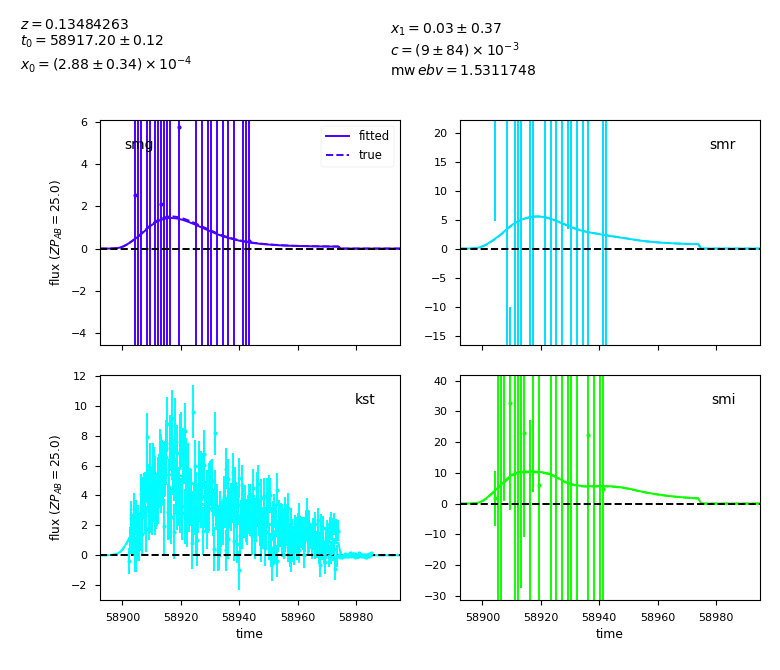 z = 0.13484263
t₀ = 58917.20 ± 0.12
x₀ = (2.88 ± 0.34) × 10⁻⁴
x₁ = 0.03 ± 0.37
c = (9 ± 84) × 10⁻³
mw ebv = 1.5311748
smg
fitted
true
6
4
2
0
−2
−4
flux (ZP_AB = 25.0)
smr
20
15
10
5
0
−5
−10
−15
kst
12
10
8
6
4
2
0
−2
flux (ZP_AB = 25.0)
58900 58920 58940 58960 58980
time
smi
40
30
20
10
0
−10
−20
−30
58900 58920 58940 58960 58980
time